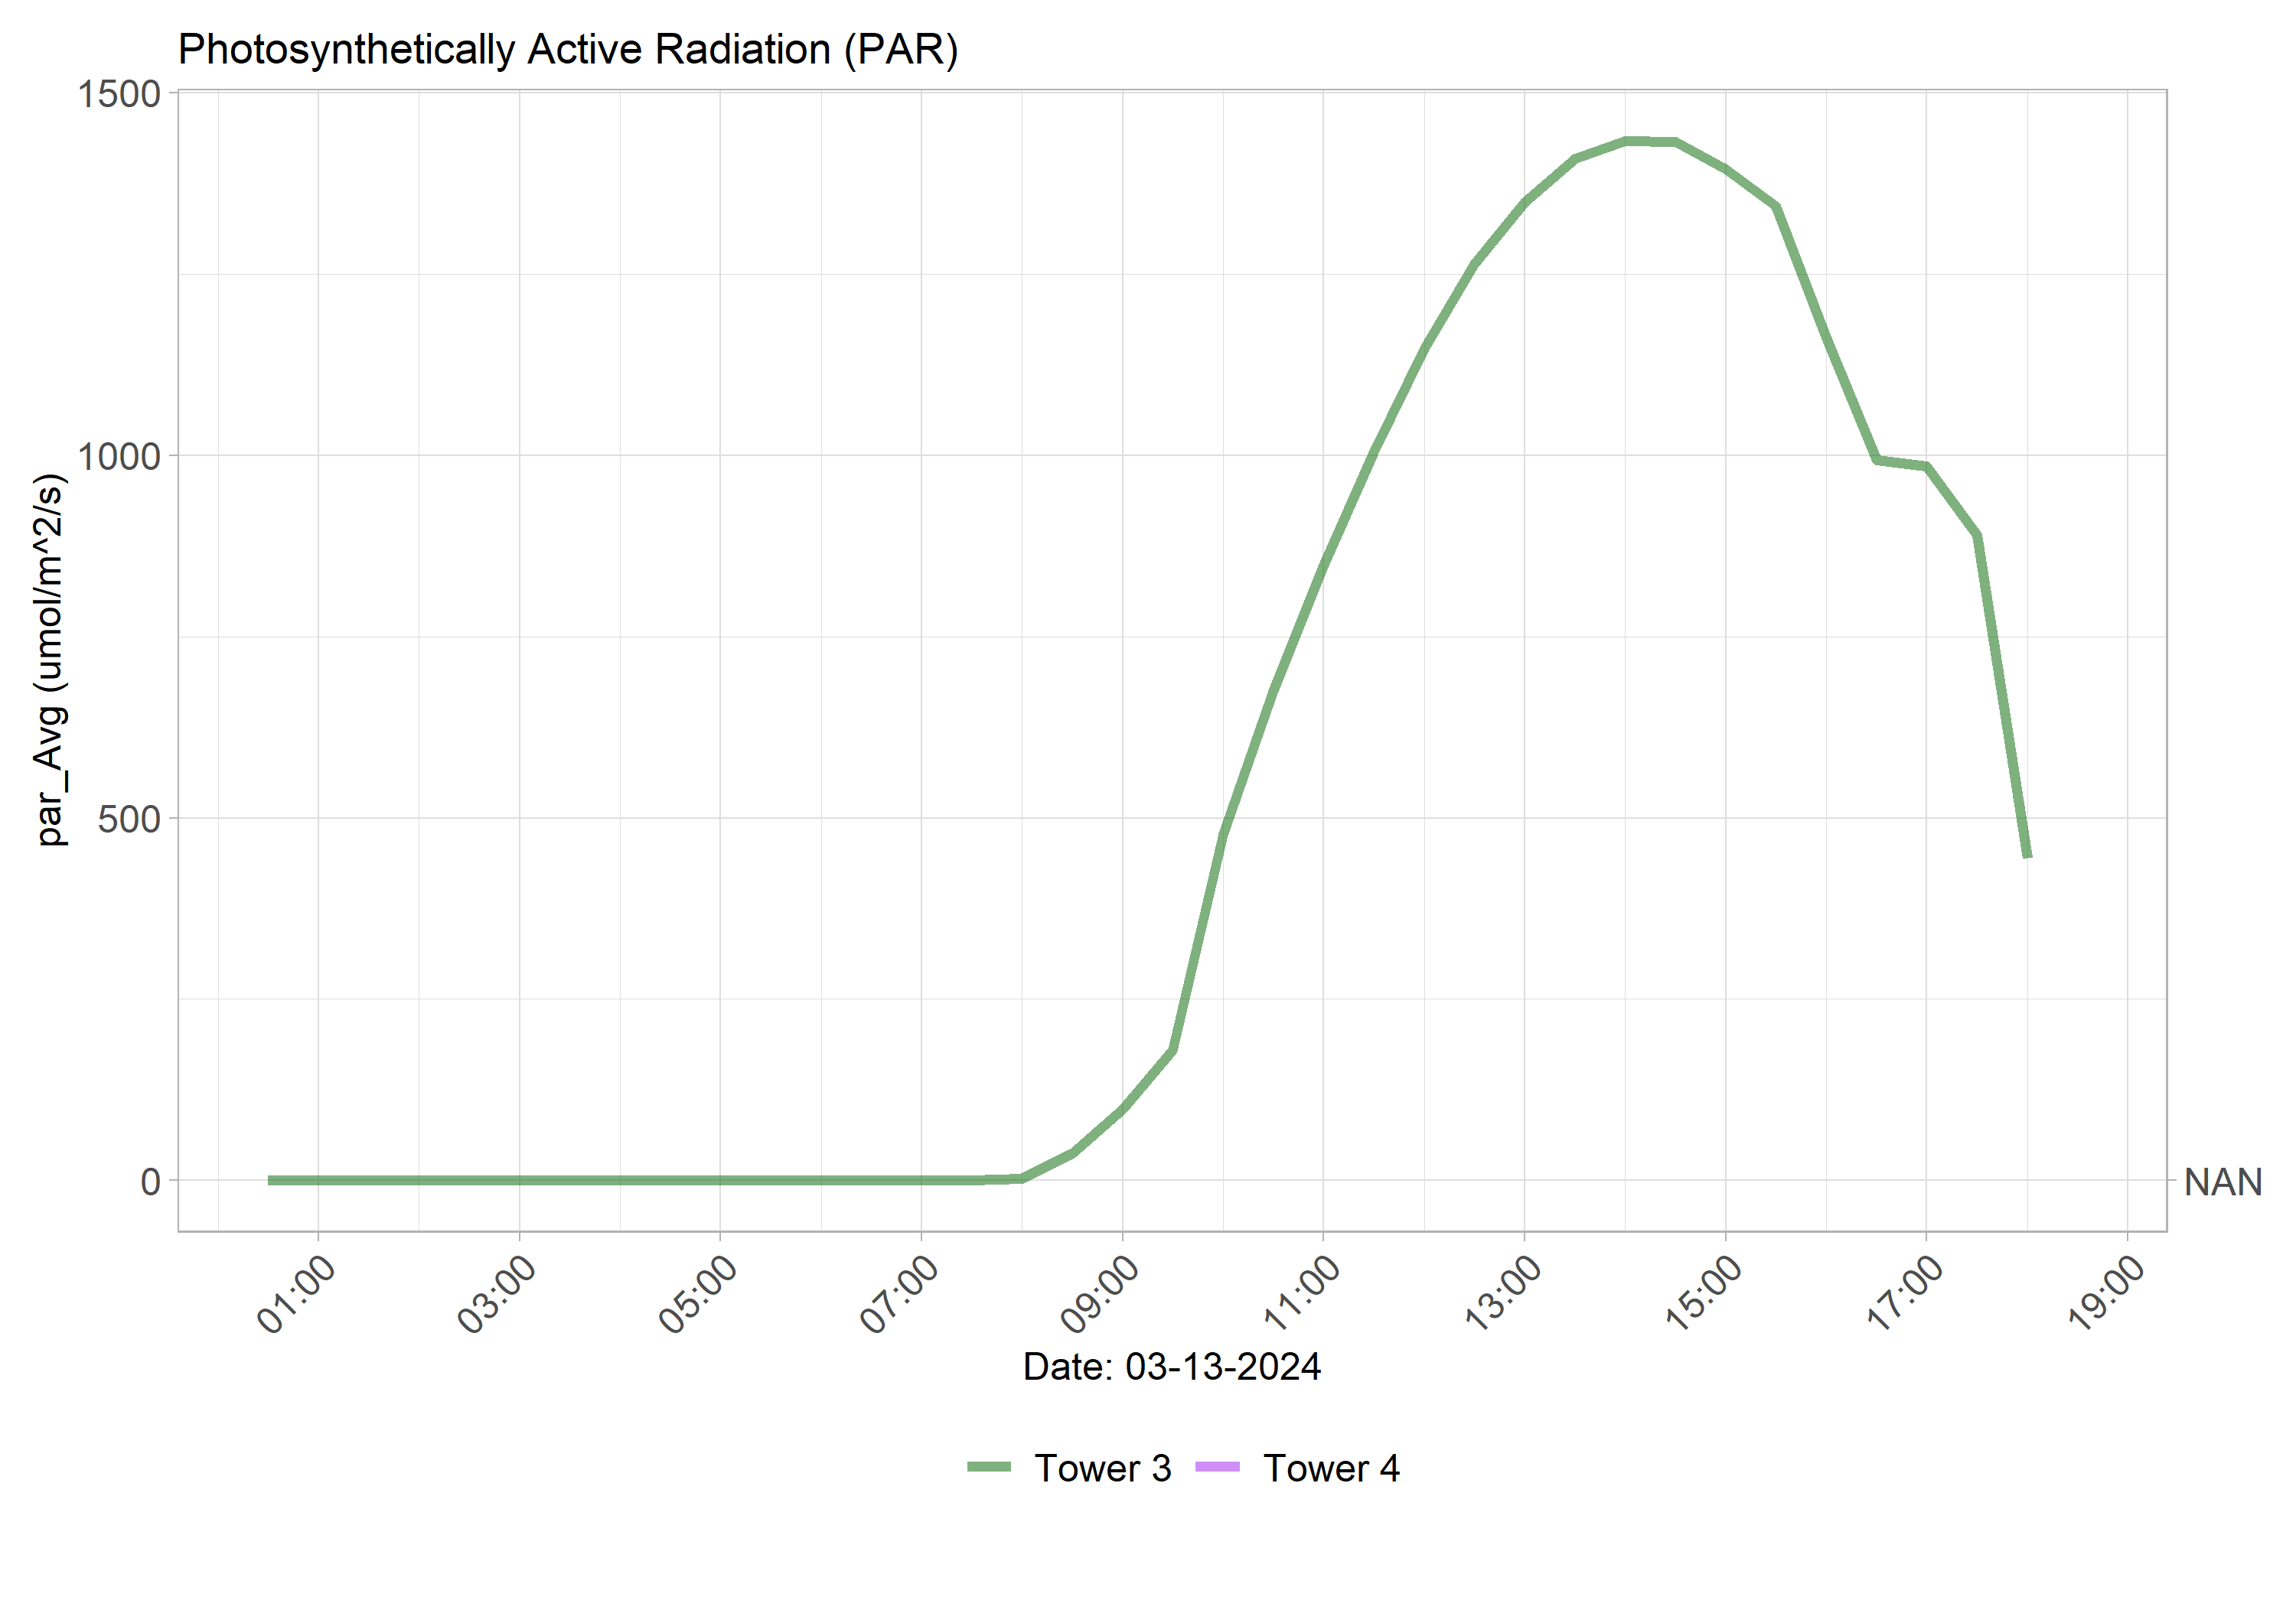 Photosynthetically Active Radiation (PAR)
par_Avg (umol/m^2/s)
1500
1000
500
0
NAN
01:00 03:00 05:00 07:00 09:00 11:00 13:00 15:00 17:00 19:00
Date: 03-13-2024
Tower 3 Tower 4